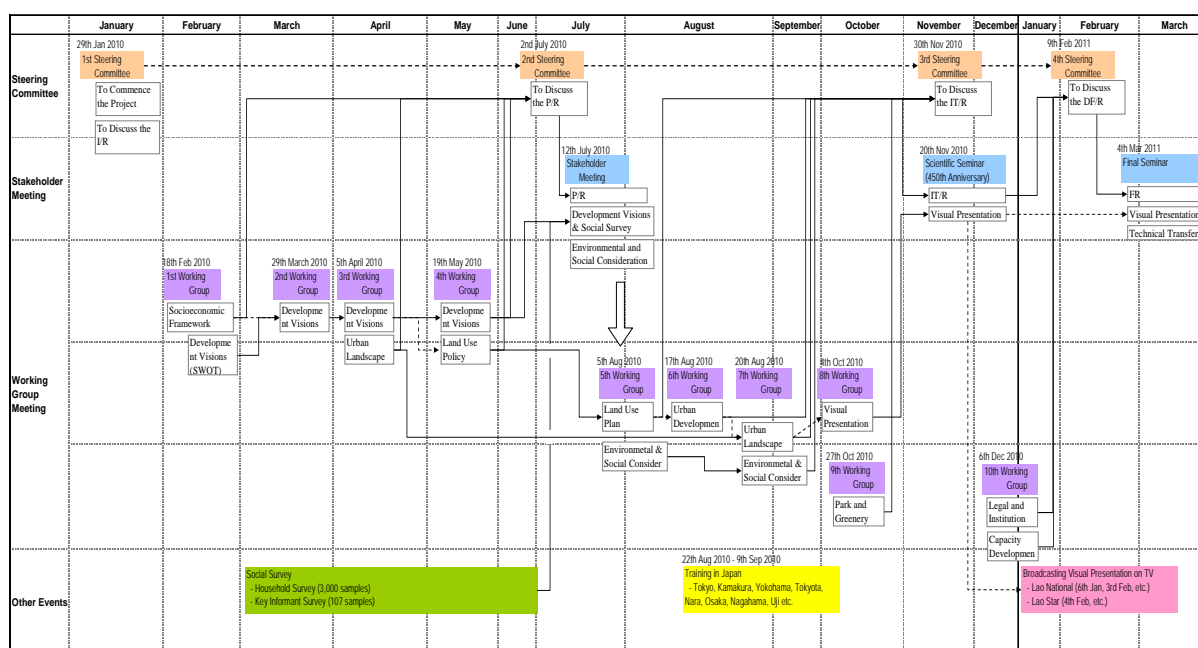 January February March April May June July August September October November December January February March
Steering
Committee
29th Jan 2010
1st Steering
Committee
To Commence
the Project
To Discuss the
I/R
2nd July 2010
2nd Steering
Committee
To Discuss
the P/R
30th Nov 2010
3rd Steering
Committee
To Discuss
the IT/R
9th Feb 2011
4th Steering
Committee
To Discuss
the DF/R
Stakeholder
Meeting
12th July 2010
Stakeholder
Meeting
P/R
Development Visions
& Social Survey
Environmental and
Social Consideration
20th Nov 2010
Scientific Seminar
(450th Anniversary)
IT/R
Visual Presentation
4th Mar 2011
Final Seminar
FR
Visual Presentation
Technical Transfer
Working
Group
Meeting
18th Feb 2010
1st Working
Group
Socioeconomic
Framework
Developme
nt Visions
(SWOT)
29th March 2010
2nd Working
Group
Developme
nt Visions
5th April 2010
3rd Working
Group
Developme
nt Visions
Urban
Landscape
19th May 2010
4th Working
Group
Developme
nt Visions
Land Use
Policy
5th Aug 2010
5th Working
Group
Land Use
Plan
Environmetal &
Social Consider
17th Aug 2010
6th Working
Group
Urban
Developmen
20th Aug 2010
7th Working
Group
Urban
Landscape
Environmetal &
Social Consider
4th Oct 2010
8th Working
Group
Visual
Presentation
27th Oct 2010
9th Working
Group
Park and
Greenery
6th Dec 2010
10th Working
Group
Legal and
Institution
Capacity
Developmen
Other Events
Social Survey
- Household Survey (3,000 samples)
- Key Informant Survey (107 samples)
22th Aug 2010 - 9th Sep 2010
Training in Japan
- Tokyo, Kamakura, Yokohama, Tokyota,
Nara, Osaka, Nagahama, Uji etc.
Broadcasting Visual Presentation on TV
- Lao National (6th Jan, 3rd Feb, etc.)
- Lao Star (4th Feb, etc.)